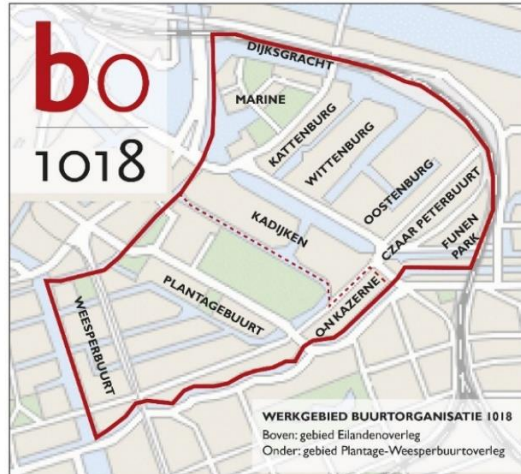 bo
1018
DIJKSGRACHT
MARINE
KATTENBURG
WITTENBURG
OOSTENBURG
CZAAR PETERBUURT
FUNEN
PARK
KADIJKEN
PLANTAGEBUURT
O-N KAZERNE
WEESPERBUURT
WERKGEBIED BUURTORGANISATIE 1018
Boven: gebied Eilandenoverleg
Onder: gebied Plantage-Weesperbuurtoverleg